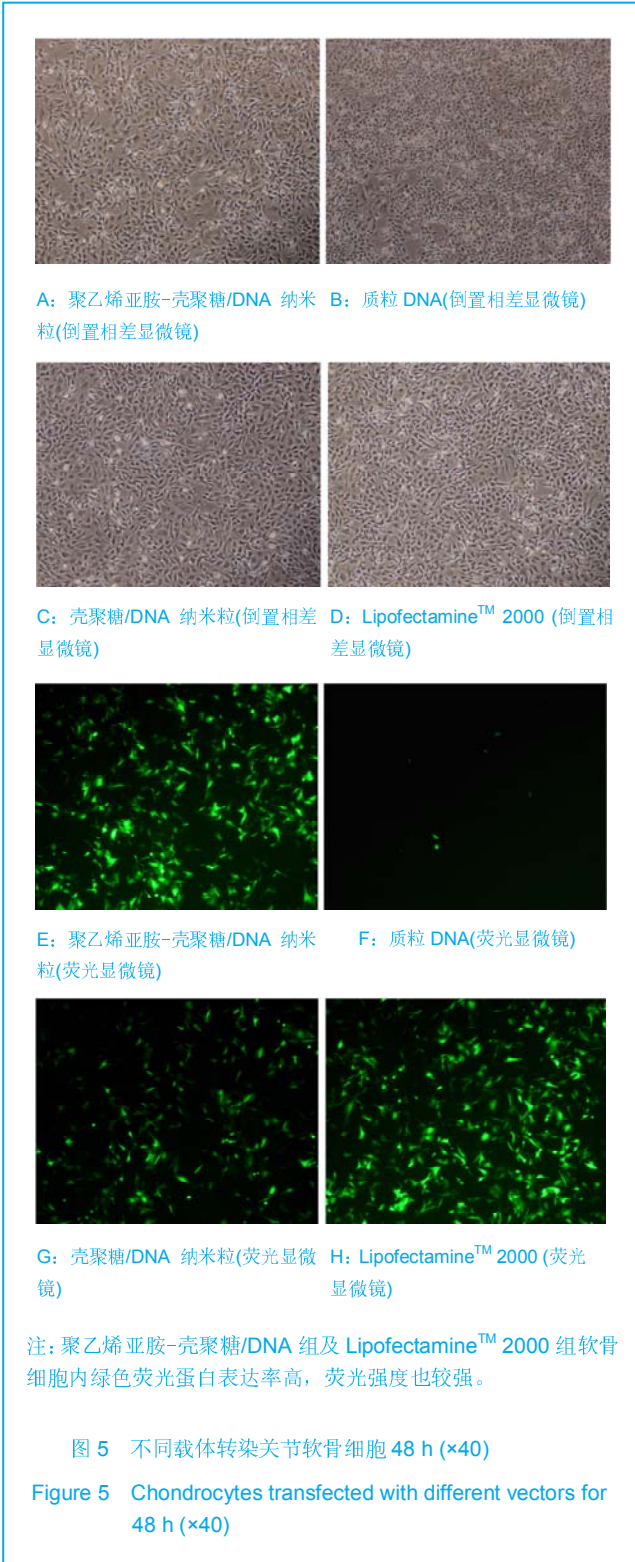 A：聚乙烯亚胺-壳聚糖/DNA 纳米
粒(倒置相差显微镜)
B：质粒 DNA(倒置相差显微镜)
C：壳聚糖/DNA 纳米粒(倒置相差
显微镜)
D：Lipofectamine™ 2000 (倒置相
差显微镜)
E：聚乙烯亚胺-壳聚糖/DNA 纳米
粒(荧光显微镜)
F：质粒 DNA(荧光显微镜)
G：壳聚糖/DNA 纳米粒(荧光显微
镜)
H：Lipofectamine™ 2000 (荧光
显微镜)
注：聚乙烯亚胺-壳聚糖/DNA 组及 Lipofectamine™ 2000 组软骨
细胞内绿色荧光蛋白表达率高，荧光强度也较强。
图 5 不同载体转染关节软骨细胞 48 h (×40)
Figure 5 Chondrocytes transfected with different vectors for
48 h (×40)